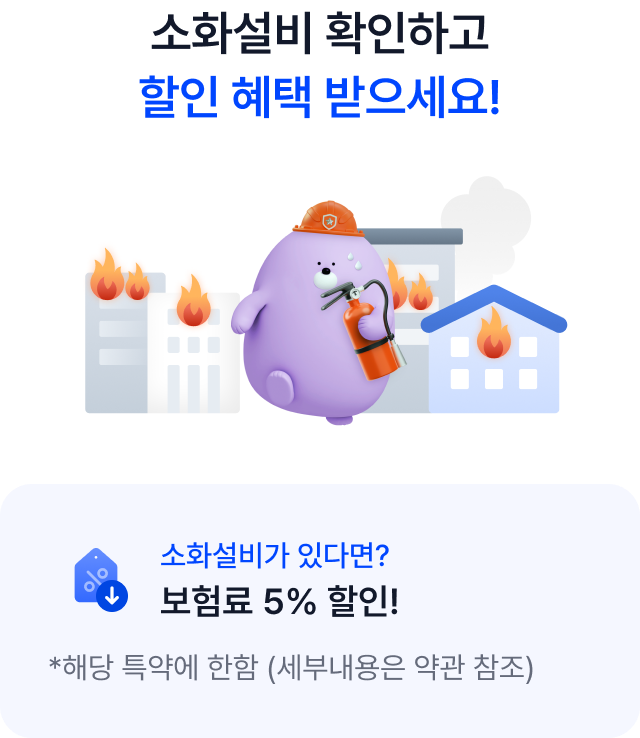 소화설비 확인하고
할인 혜택 받으세요!
소화설비가 있다면?
보험료 5% 할인!
*해당 특약에 한함 (세부내용은 약관 참조)